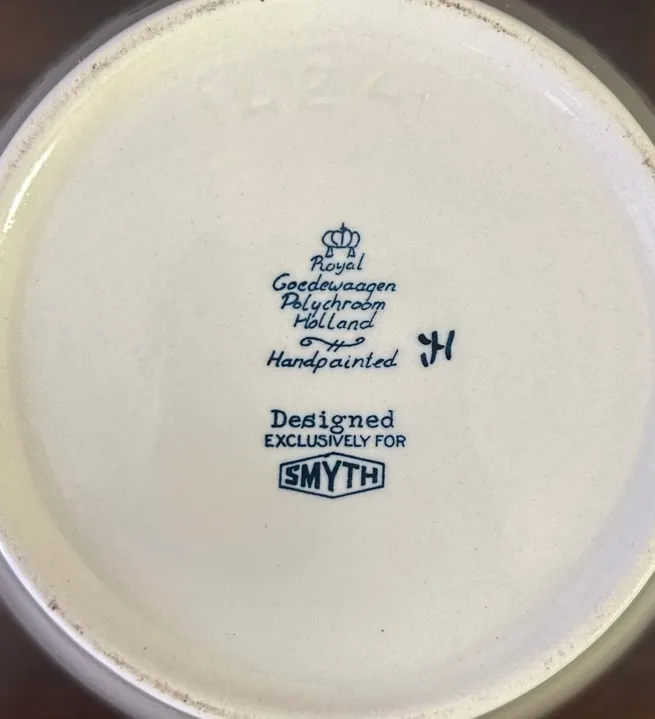 Royal
Goedewaagen
Polychroom
Holland
Handpainted
H
Designed
EXCLUSIVELY FOR
SMYTH